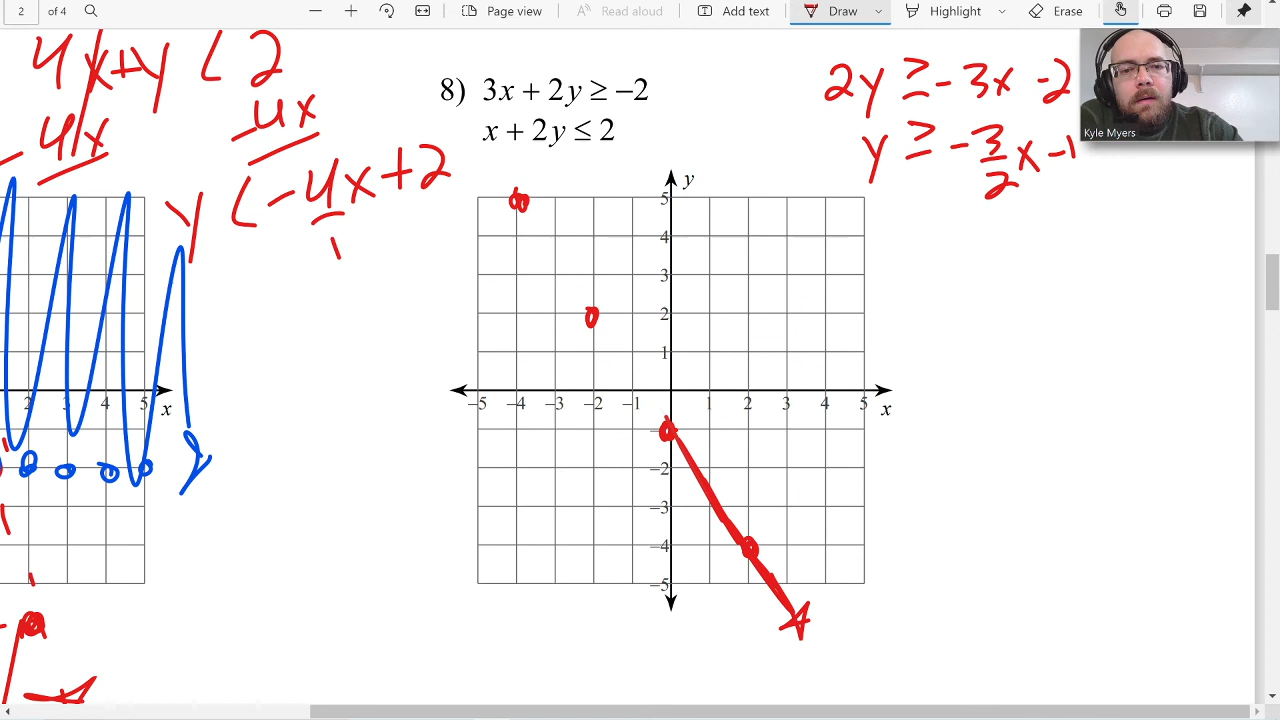 2 of 4 Page view Read aloud Add text Draw Highlight Erase
4x+y < 2
-4x -4x
y < -4x+2
1
8) 3x + 2y ≥ −2
x + 2y ≤ 2
2y ≥ -3x -2
y ≥ -3/2x -1
Kyle Myers
y
5
4
3
2
1
−5 −4 −3 −2 −1 1 2 3 4 5 x
−2
−3
−4
−5
2 3 4 5 x